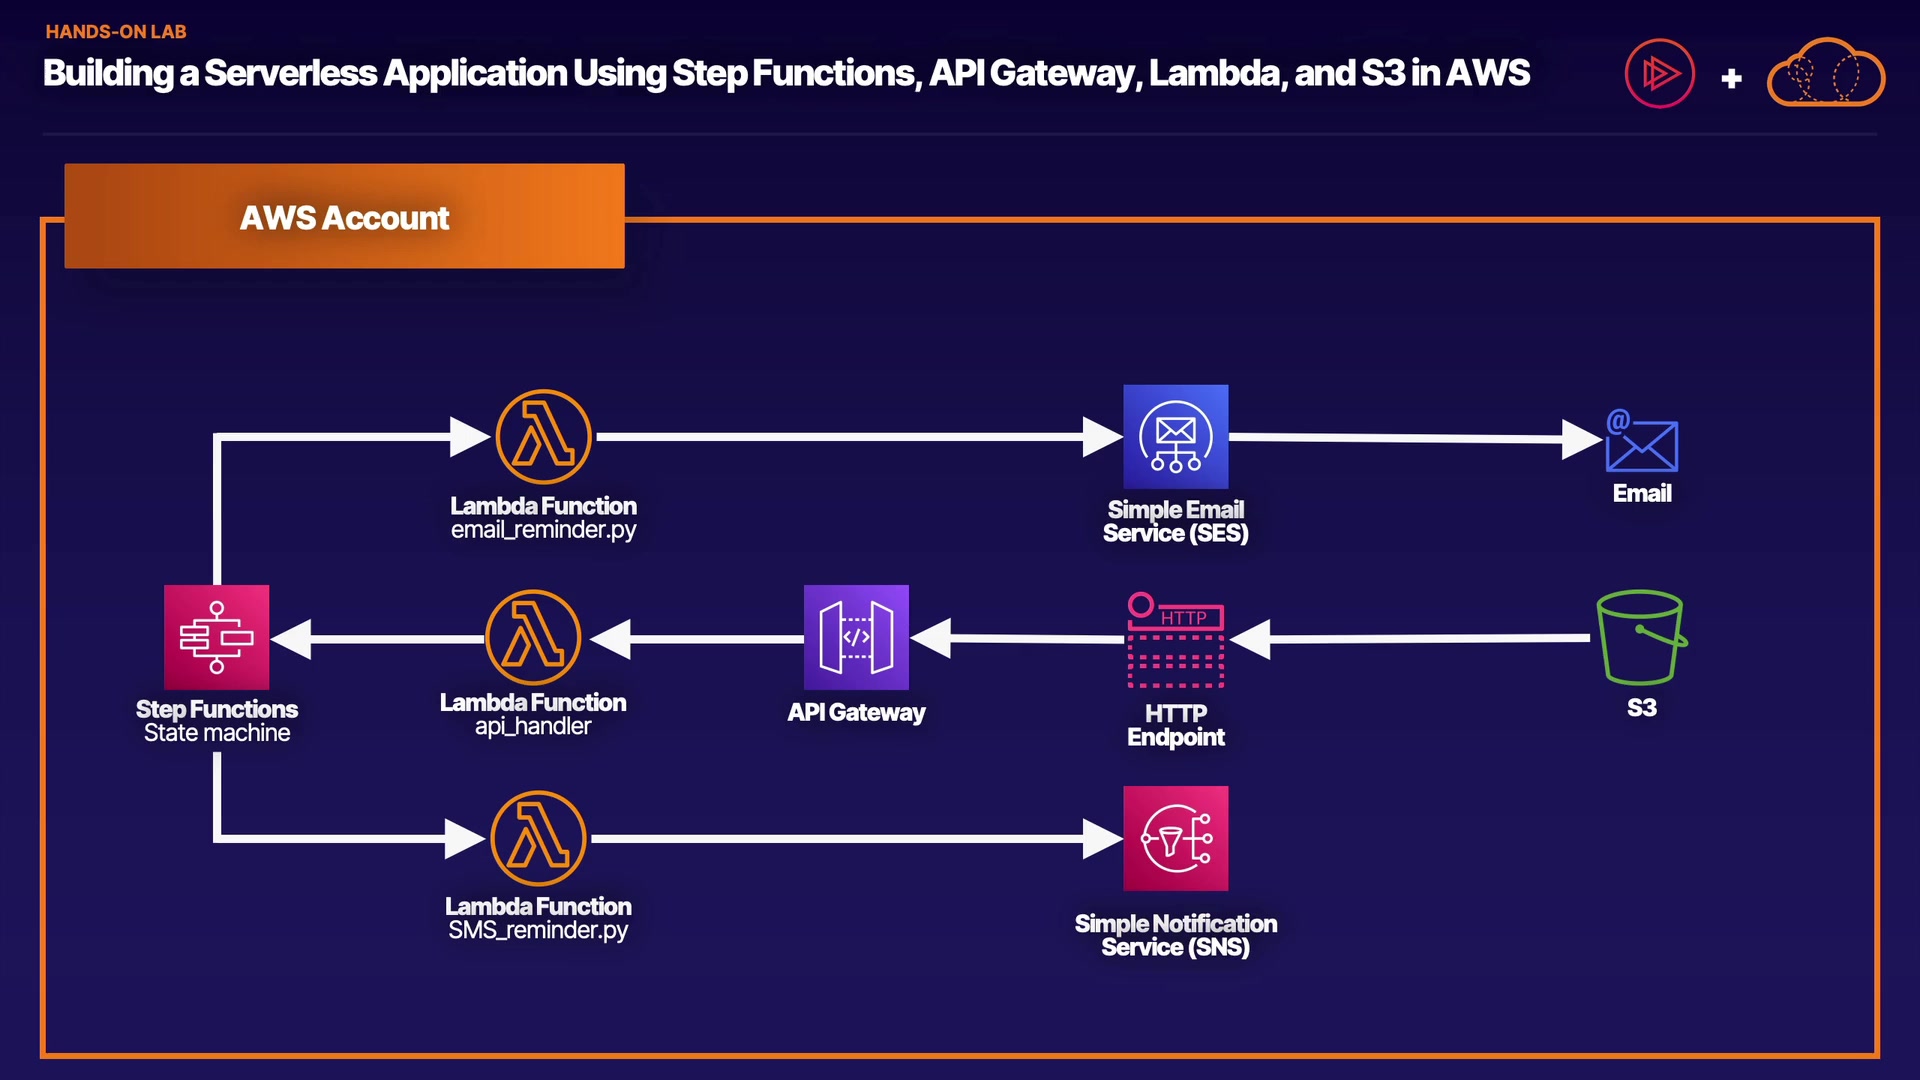 HANDS-ON LAB
Building a Serverless Application Using Step Functions, API Gateway, Lambda, and S3 in AWS
+
AWS Account
Lambda Function
email_reminder.py
Simple Email
Service (SES)
@
Email
Step Functions
State machine
Lambda Function
api_handler
</>
API Gateway
HTTP
HTTP
Endpoint
S3
Lambda Function
SMS_reminder.py
Simple Notification
Service (SNS)